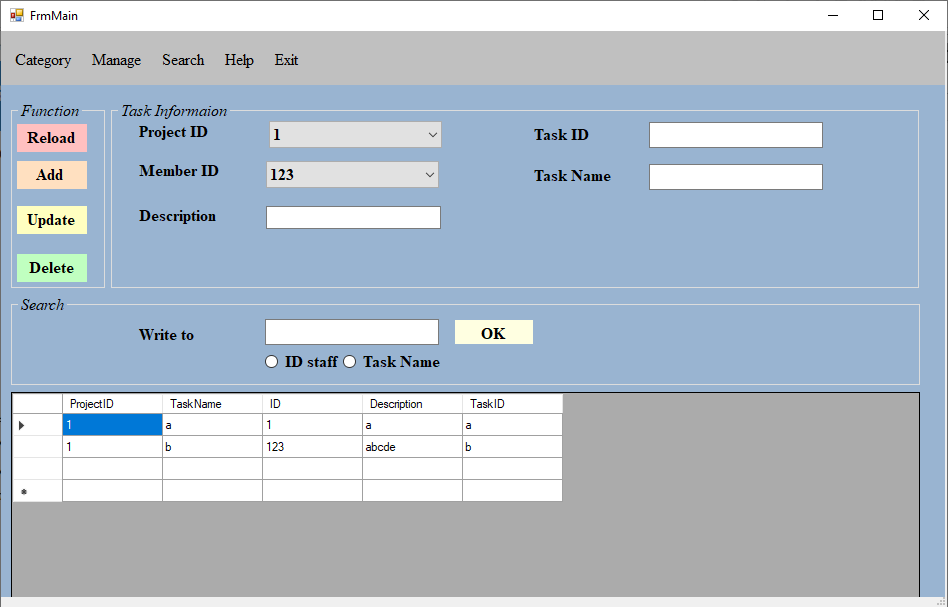 FrmMain
Category Manage Search Help Exit
Function
Reload
Add
Update
Delete
Task Informaion
Project ID 1 Task ID
Member ID 123 Task Name
Description
Search
Write to OK
ID staff Task Name
ProjectID TaskName ID Description TaskID
1 a 1 a a
1 b 123 abcde b